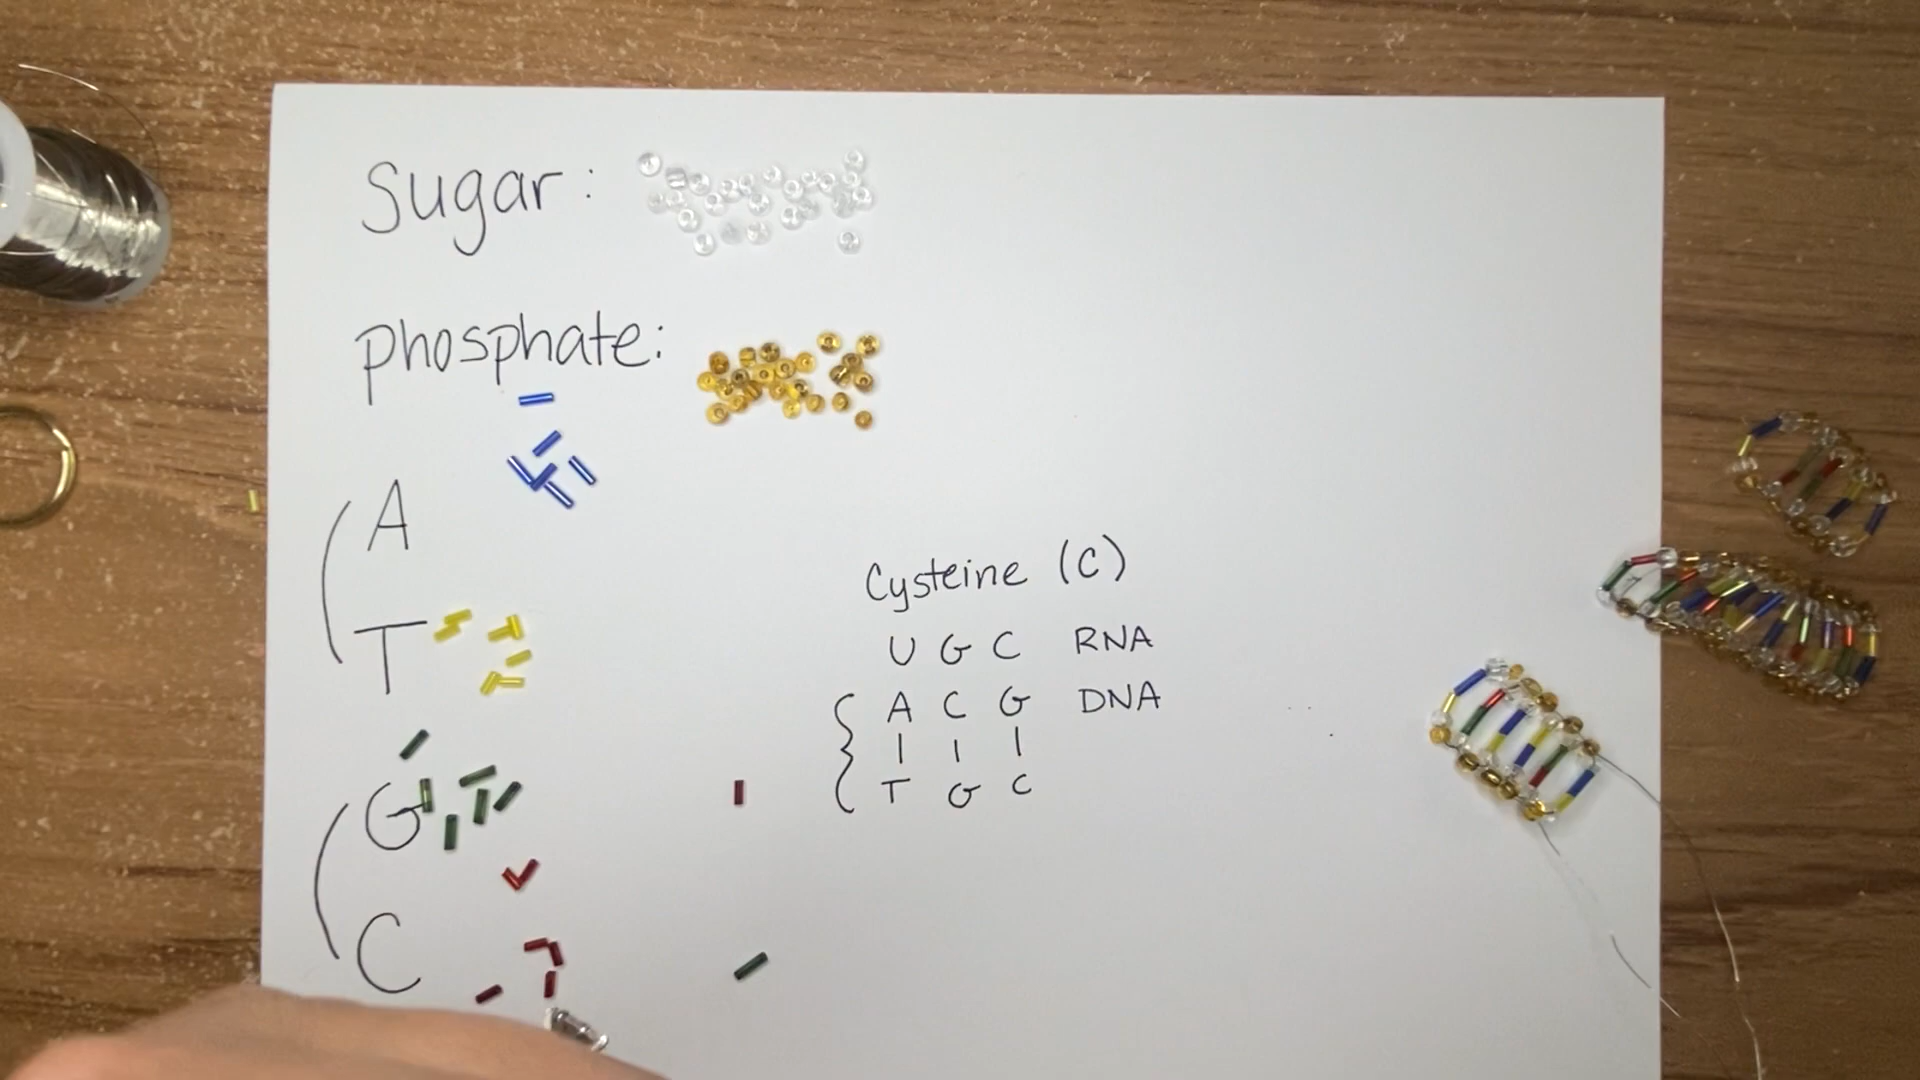 Sugar:
phosphate:
A
T
G
C
Cysteine (C)
U G C RNA
A C G DNA
| | |
T G C